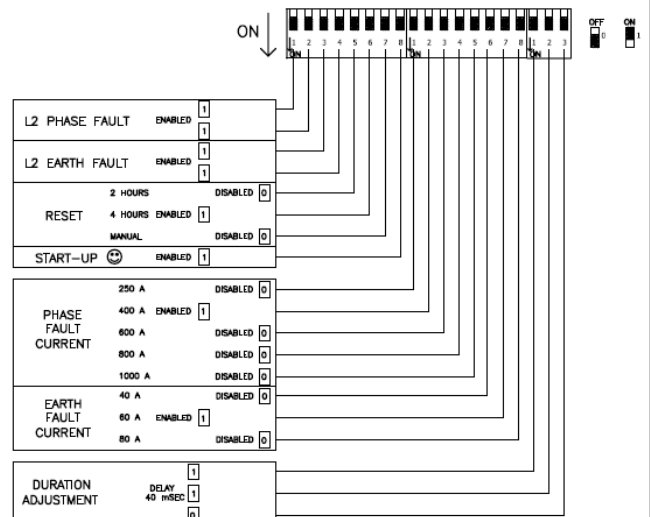 ON
OFF ON
0 1
1 2 3 4 5 6 7 8 1 2 3 4 5 6 7 8 1 2 3
ON ON ON
L2 PHASE FAULT ENABLED 1
1
L2 EARTH FAULT ENABLED 1
1
RESET
2 HOURS DISABLED 0
4 HOURS ENABLED 1
MANUAL DISABLED 0
START-UP ENABLED 1
PHASE
FAULT
CURRENT
250 A DISABLED 0
400 A ENABLED 1
600 A DISABLED 0
800 A DISABLED 0
1000 A DISABLED 0
EARTH
FAULT
CURRENT
40 A DISABLED 0
60 A ENABLED 1
80 A DISABLED 0
DURATION
ADJUSTMENT
DELAY
40 mSEC
1
1
0